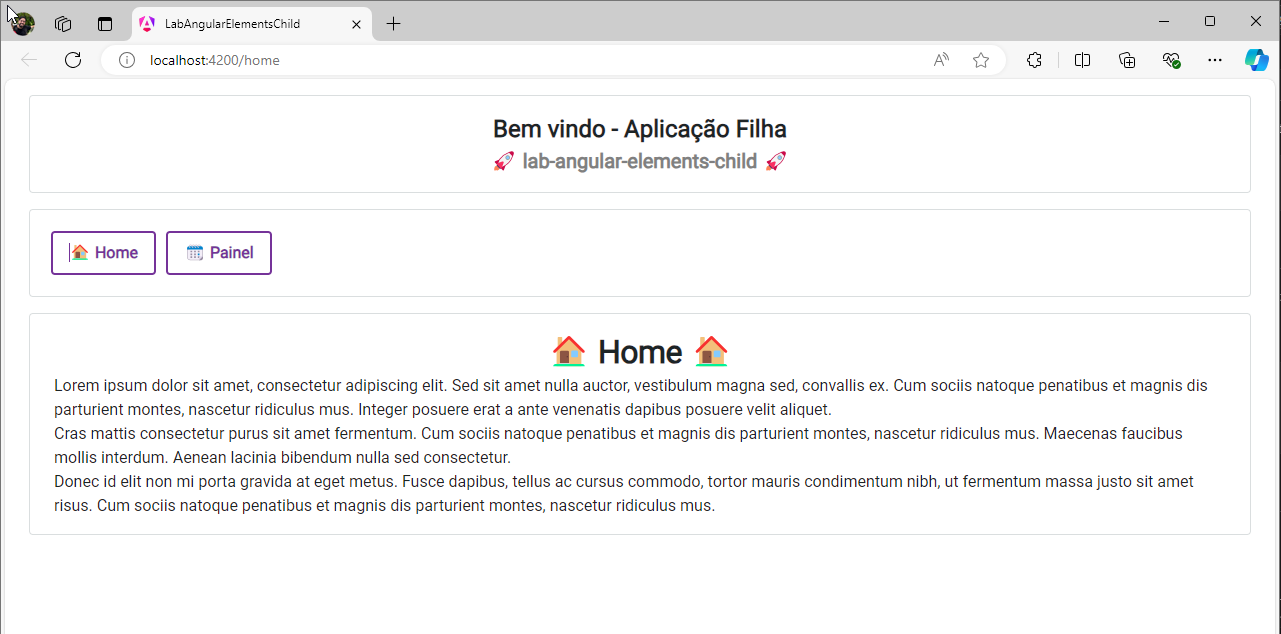 LabAngularElementsChild
localhost:4200/home
Bem vindo - Aplicação Filha
🚀 lab-angular-elements-child 🚀
🏠 Home 🗓️ Painel
🏠 Home 🏠
Lorem ipsum dolor sit amet, consectetur adipiscing elit. Sed sit amet nulla auctor, vestibulum magna sed, convallis ex. Cum sociis natoque penatibus et magnis dis
parturient montes, nascetur ridiculus mus. Integer posuere erat a ante venenatis dapibus posuere velit aliquet.
Cras mattis consectetur purus sit amet fermentum. Cum sociis natoque penatibus et magnis dis parturient montes, nascetur ridiculus mus. Maecenas faucibus
mollis interdum. Aenean lacinia bibendum nulla sed consectetur.
Donec id elit non mi porta gravida at eget metus. Fusce dapibus, tellus ac cursus commodo, tortor mauris condimentum nibh, ut fermentum massa justo sit amet
risus. Cum sociis natoque penatibus et magnis dis parturient montes, nascetur ridiculus mus.